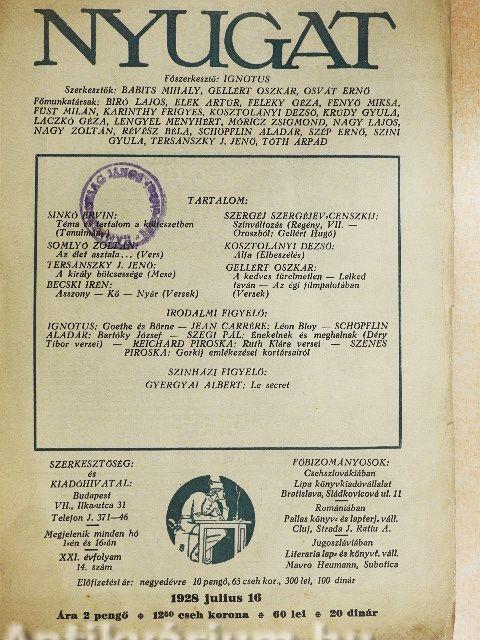 NYUGAT
Főszerkesztő: IGNOTUS
Szerkesztők: BABITS MIHÁLY, GELLÉRT OSZKÁR, OSVÁT ERNŐ
Főmunkatársak: BIRÓ LAJOS, ELEK ARTÚR, FELEKY GÉZA, FENYŐ MIKSA,
FÜST MILÁN, KARINTHY FRIGYES, KOSZTOLÁNYI DEZSŐ, KRÚDY GYULA,
LACZKÓ GÉZA, LENGYEL MENYHÉRT, MÓRICZ ZSIGMOND, NAGY LAJOS,
NAGY ZOLTÁN, RÉVÉSZ BÉLA, SCHÖPFLIN ALADÁR, SZÉP ERNŐ, SZINI
GYULA, TERSÁNSZKY J. JENŐ, TÓTH ÁRPÁD
TARTALOM:
SINKÓ ERVIN:
Téma és tartalom a költészetben
(Tanulmány)
SOMLYÓ ZOLTÁN:
Az élet asztala... (Vers)
TERSÁNSZKY J. JENŐ:
A király bölcsessége (Mese)
BECSKI IRÉN:
Asszony — Kő — Nyár (Versek)
SZERGEJ SZERGÉJEV-CENSZKIJ:
Színváltozás (Regény, VII. —
Oroszból: Gellért Hugó)
KOSZTOLÁNYI DEZSŐ:
Alfa (Elbeszélés)
GELLÉRT OSZKÁR:
A kedves türelmetlen — Lelked
taván — Az égi filmpalotában
(Versek)
IRODALMI FIGYELŐ:
IGNOTUS: Goethe és Börne — JEAN CARRÈRE: Léon Bloy — SCHÖPFLIN
ALADÁR: Bartóky József — SZEGI PÁL: Énekelnek és meghalnak (Déry
Tibor versei) — REICHARD PIROSKA: Ruth Klára versei — SZENES
PIROSKA: Gorkij emlékezései kortársairól
SZINHÁZI FIGYELŐ:
GYERGYAI ALBERT: Le secret
SZERKESZTŐSÉG:
és
KIADÓHIVATAL:
Budapest
VII., Ilka-utca 31
Telefon J. 371—46
Megjelenik minden hó
1-én és 16-án
XXI. évfolyam
14. szám
FŐBIZOMÁNYOSOK:
Csehszlovákiában
Lipa könyvkiadóvállalat
Bratislava, Sládkovicová ul. 11
Romániában
Pallas könyv- és lapterj. váll.
Cluj, Strada J. Ratiu A.
Jugoszláviában
Literaria lap- és könyvt. váll.
Mavro Heumann, Subotica
Előfizetési ár: negyedévre 10 pengő, 65 cseh kor., 300 lei, 100 dinár
1928 julius 16
Ára 2 pengő * 12⁵⁰ cseh korona * 60 lei * 20 dinár